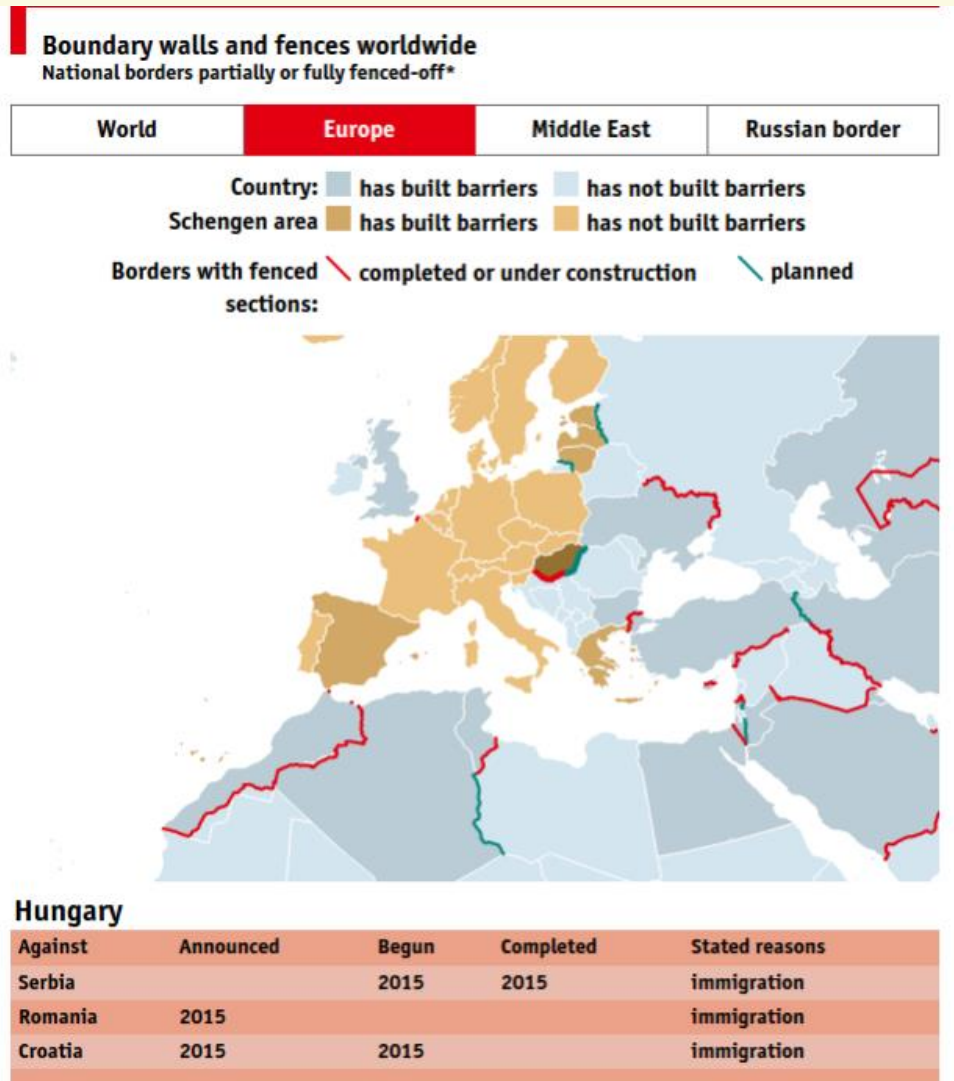 Boundary walls and fences worldwide
National borders partially or fully fenced-off*
World Europe Middle East Russian border
Country: has built barriers has not built barriers
Schengen area has built barriers has not built barriers
Borders with fenced completed or under construction planned
sections:
Hungary
Against Announced Begun Completed Stated reasons
Serbia 2015 2015 immigration
Romania 2015 immigration
Croatia 2015 2015 immigration